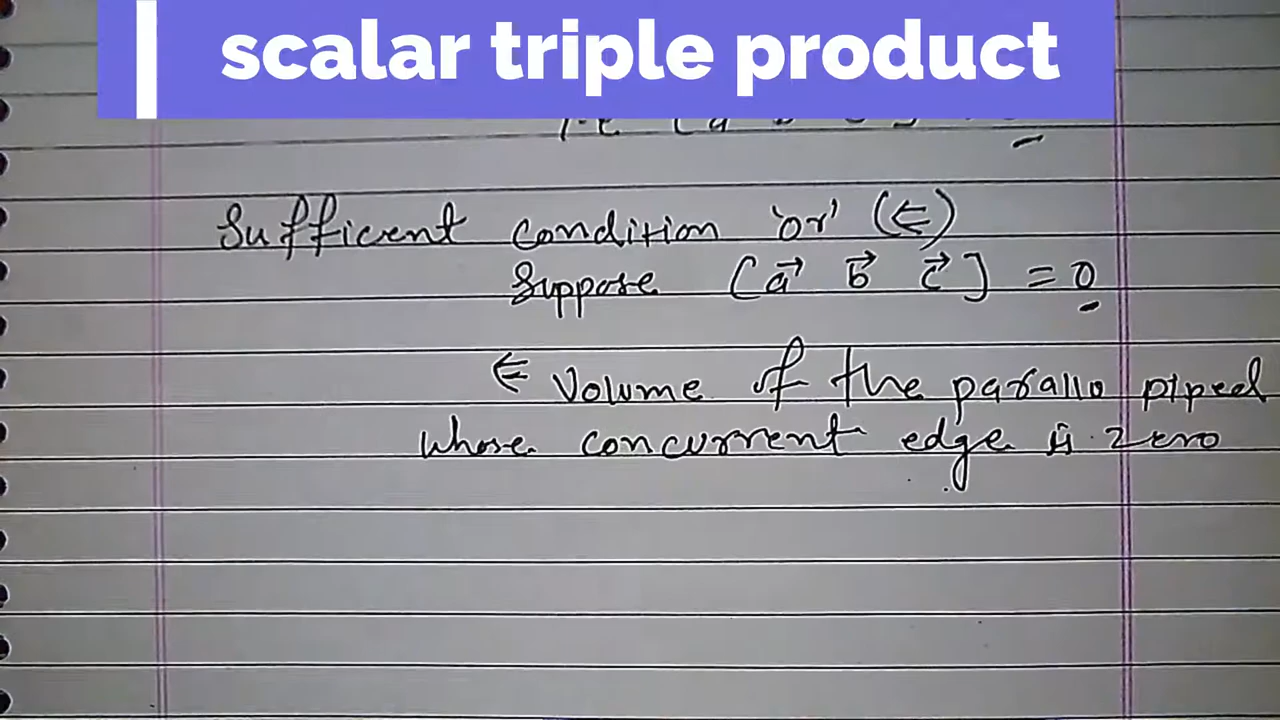 scalar triple product
Sufficent condition 'or' (⇐)
Suppose [a⃗ b⃗ c⃗] = 0
⇐ Volume of the parallo piped
whose concurrent edge is zero